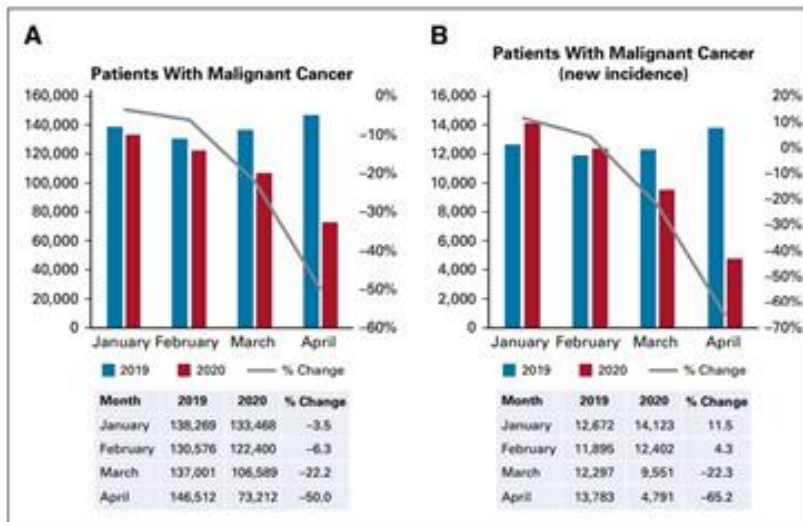 A
Patients With Malignant Cancer
160,000
140,000
120,000
100,000
80,000
60,000
40,000
20,000
0
0%
–10%
–20%
–30%
–40%
–50%
–60%
January February March April
2019 2020 % Change
Month 2019 2020 % Change
January 138,269 133,468 –3.5
February 130,576 122,400 –6.3
March 137,001 106,589 –22.2
April 146,512 73,212 –50.0
B
Patients With Malignant Cancer
(new incidence)
16,000
14,000
12,000
10,000
8,000
6,000
4,000
2,000
0
20%
10%
0%
–10%
–20%
–30%
–40%
–50%
–60%
–70%
January February March April
2019 2020 % Change
Month 2019 2020 % Change
January 12,672 14,123 11.5
February 11,895 12,402 4.3
March 12,297 9,551 –22.3
April 13,783 4,791 –65.2